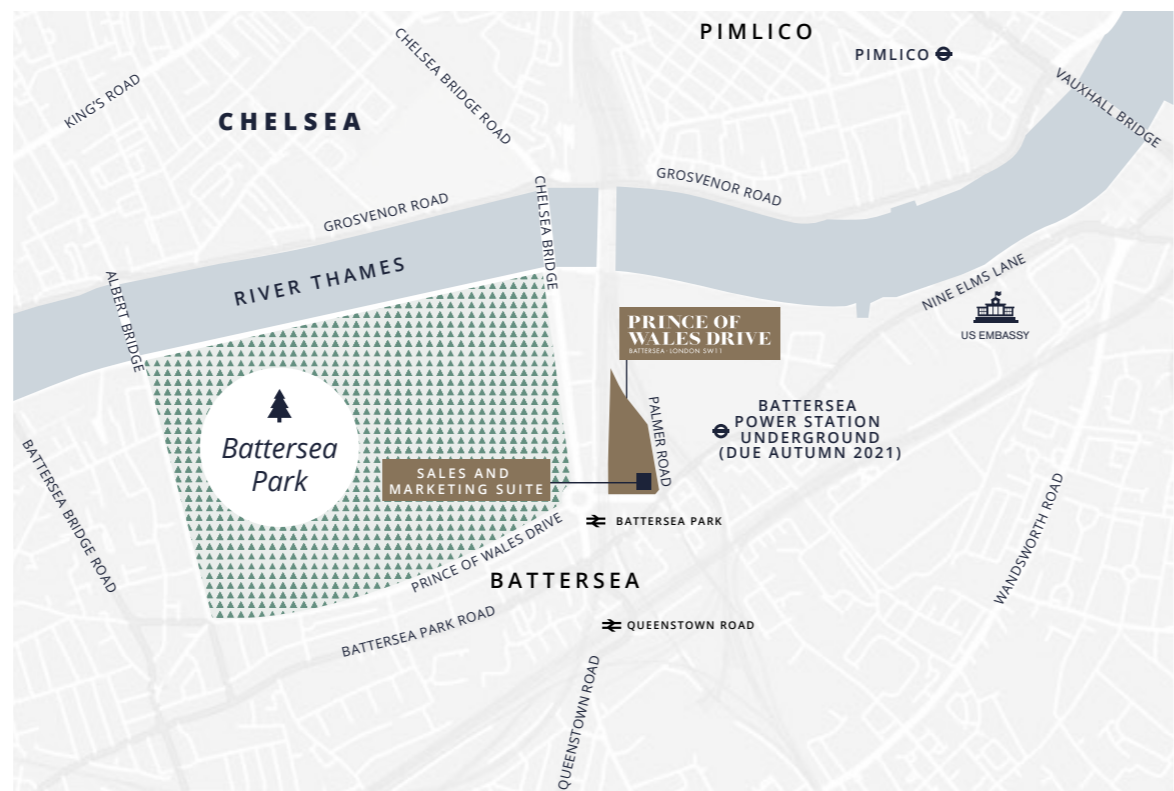 PIMLICO
PIMLICO
CHELSEA BRIDGE ROAD
KING'S ROAD
VAUXHALL BRIDGE
CHELSEA
GROSVENOR ROAD
GROSVENOR ROAD
CHELSEA BRIDGE
RIVER THAMES
ALBERT BRIDGE
NINE ELMS LANE
US EMBASSY
PRINCE OF
WALES DRIVE
BATTERSEA · LONDON SW11
PALMER ROAD
BATTERSEA
POWER STATION
UNDERGROUND
(DUE AUTUMN 2021)
Battersea
Park
SALES AND
MARKETING SUITE
BATTERSEA BRIDGE ROAD
WANDSWORTH ROAD
BATTERSEA PARK
PRINCE OF WALES DRIVE
BATTERSEA
BATTERSEA PARK ROAD
QUEENSTOWN ROAD
QUEENSTOWN ROAD